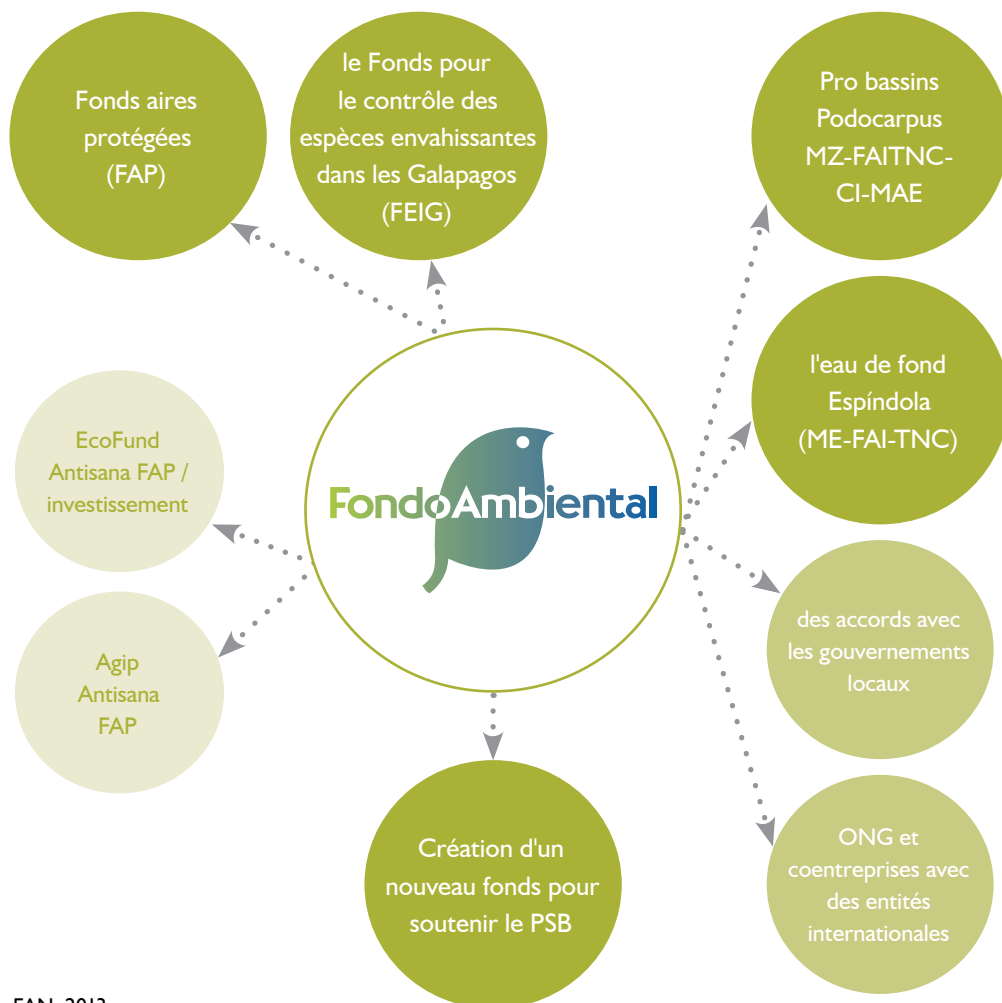 Fonds aires
protégées
(FAP)
le Fonds pour
le contrôle des
espèces envahissantes
dans les Galapagos
(FEIG)
Pro bassins
Podocarpus
MZ-FAITNC-
CI-MAE
l'eau de fond
Espíndola
(ME-FAI-TNC)
EcoFund
Antisana FAP /
investissement
FondoAmbiental
des accords avec
les gouvernements
locaux
Agip
Antisana
FAP
Création d'un
nouveau fonds pour
soutenir le PSB
ONG et
coentreprises avec
des entités
internationales